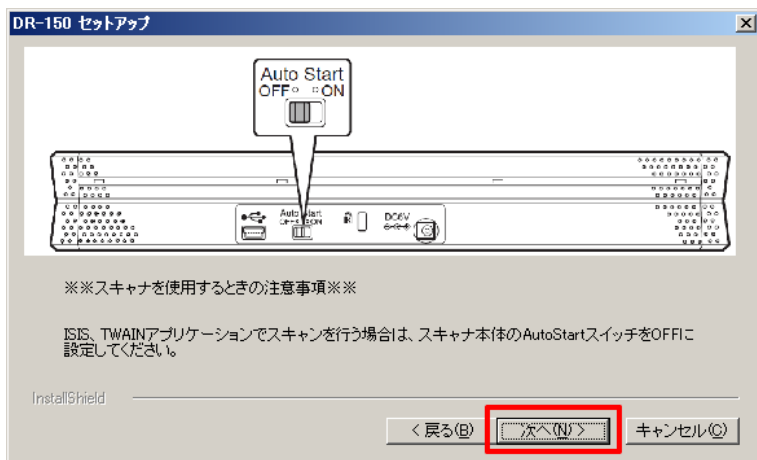 DR-150 セットアップ
Auto Start
OFF ON
Auto Start
OFF ON
DC6V
※※スキャナを使用するときの注意事項※※
ISIS、TWAINアプリケーションでスキャンを行う場合は、スキャナ本体のAutoStartスイッチをOFFに
設定してください。
InstallShield
< 戻る(B)
次へ(N) >
キャンセル(C)